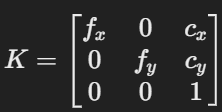 K = [ f_x 0 c_x
0 f_y c_y
0 0 1 ]